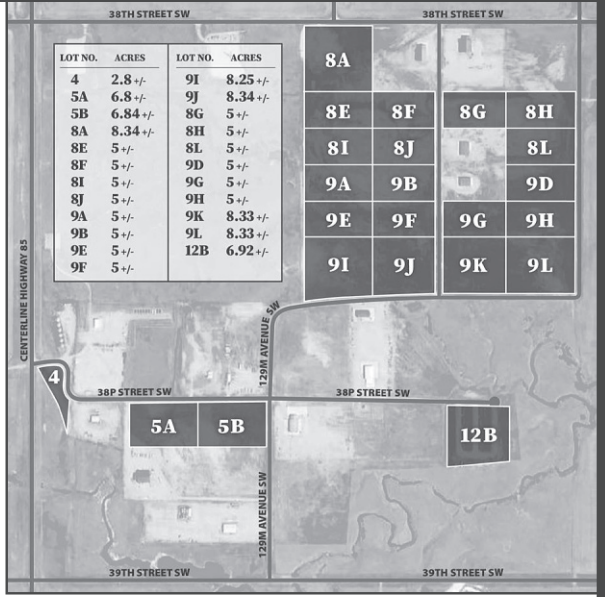 38TH STREET SW
38TH STREET SW
LOT NO. ACRES
4 2.8 +/-
5A 6.8 +/-
5B 6.84 +/-
8A 8.34 +/-
8E 5 +/-
8F 5 +/-
8I 5 +/-
8J 5 +/-
9A 5 +/-
9B 5 +/-
9E 5 +/-
9F 5 +/-
LOT NO. ACRES
9I 8.25 +/-
9J 8.34 +/-
8G 5 +/-
8H 5 +/-
8L 5 +/-
9D 5 +/-
9G 5 +/-
9H 5 +/-
9K 8.33 +/-
9L 8.33 +/-
12B 6.92 +/-
8A
8E 8F 8G 8H
8I 8J 8L
9A 9B 9D
9E 9F 9G 9H
9I 9J 9K 9L
CENTERLINE HIGHWAY 85
129M AVENUE SW
4
38P STREET SW
38P STREET SW
5A 5B
12B
129M AVENUE SW
39TH STREET SW
39TH STREET SW